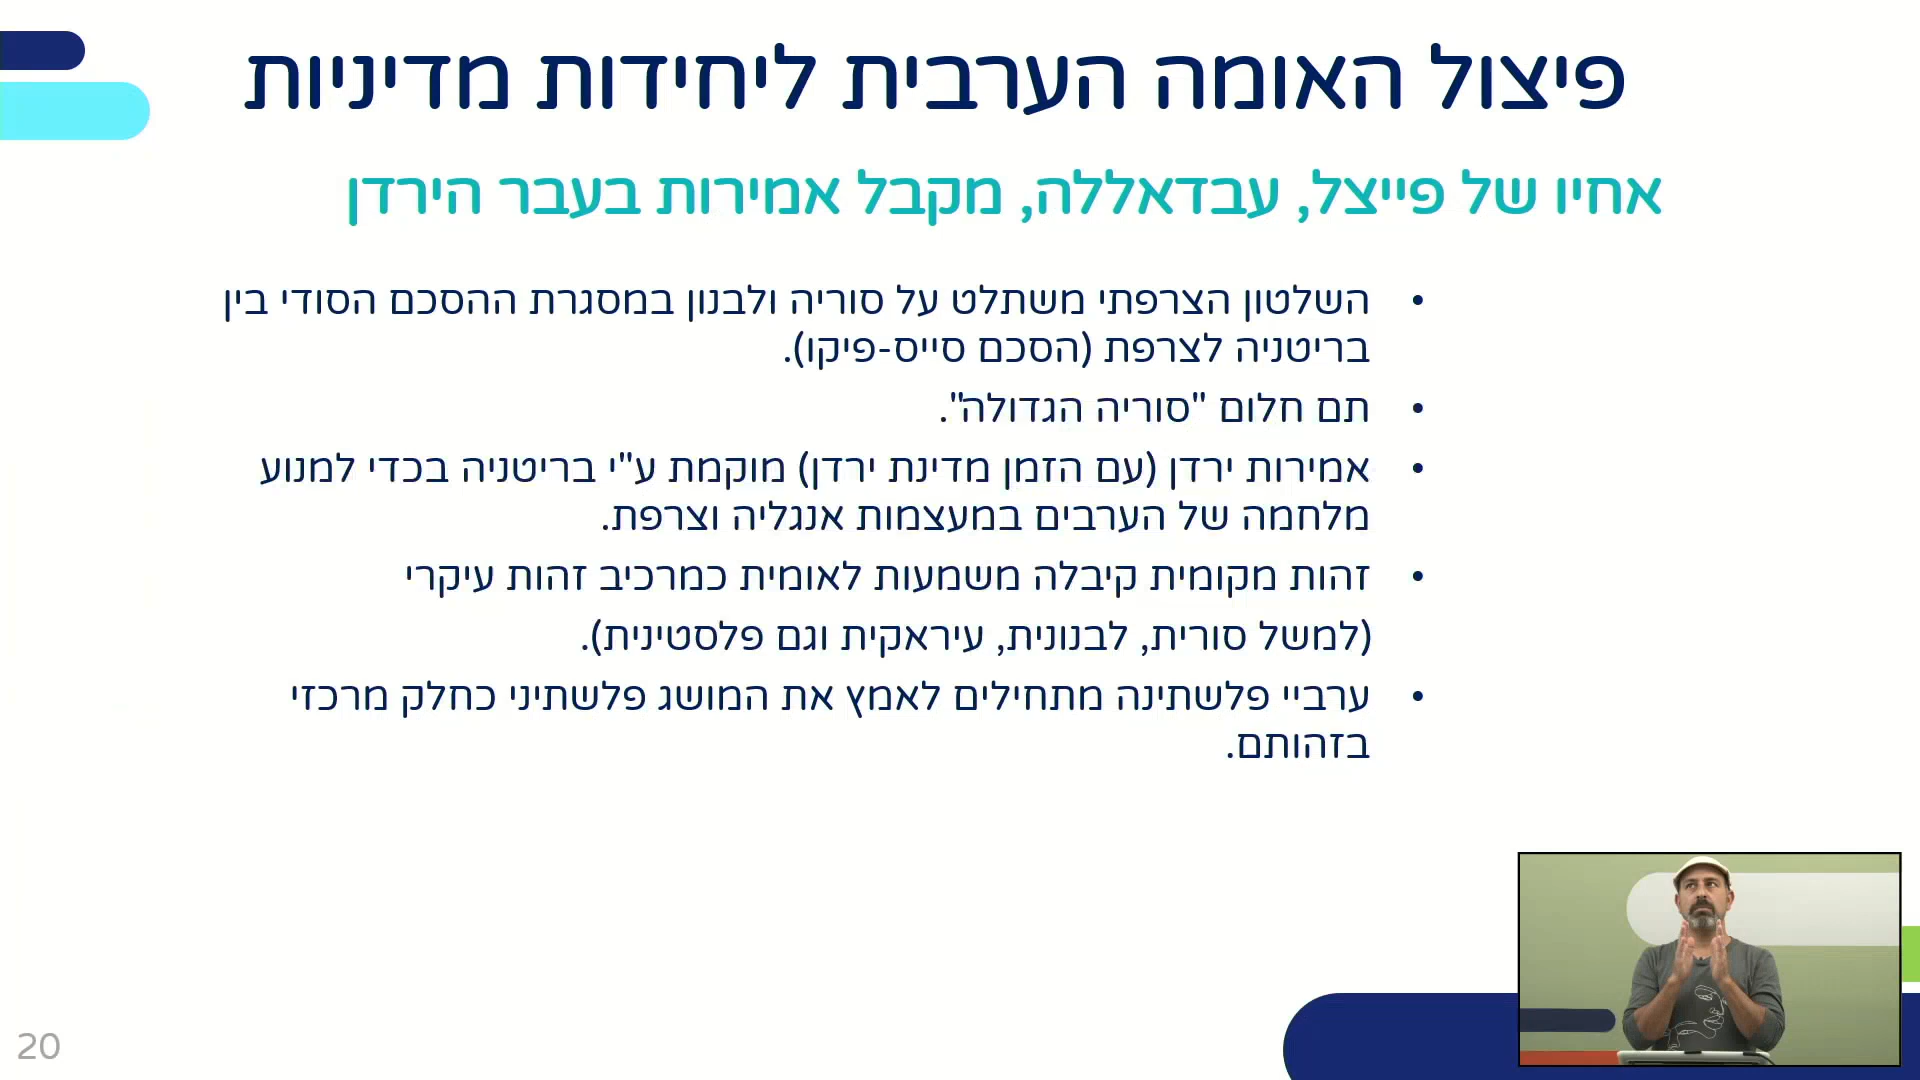 פיצול האומה הערבית ליחידות מדיניות
אחיו של פייצל, עבדאללה, מקבל אמירות בעבר הירדן
• השלטון הצרפתי משתלט על סוריה ולבנון במסגרת ההסכם הסודי בין
בריטניה לצרפת (הסכם סייס-פיקו).
• תם חלום "סוריה הגדולה".
• אמירות ירדן (עם הזמן מדינת ירדן) מוקמת ע"י בריטניה בכדי למנוע
מלחמה של הערבים במעצמות אנגליה וצרפת.
• זהות מקומית קיבלה משמעות לאומית כמרכיב זהות עיקרי
(למשל סורית, לבנונית, עיראקית וגם פלסטינית).
• ערביי פלשתינה מתחילים לאמץ את המושג פלשתיני כחלק מרכזי
בזהותם.
20